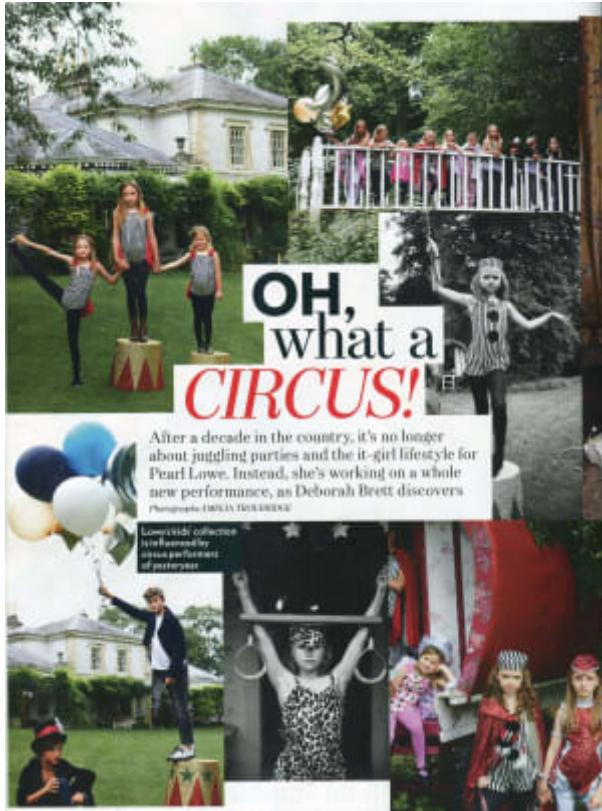 OH,
what a
CIRCUS!
After a decade in the country, it's no longer
about juggling parties and the it-girl lifestyle for
Pearl Lowe. Instead, she's working on a whole
new performance, as Deborah Brett discovers
Photographs EMILIA
Lowe's kids' collection
is influenced by
circus performers
of yesteryear